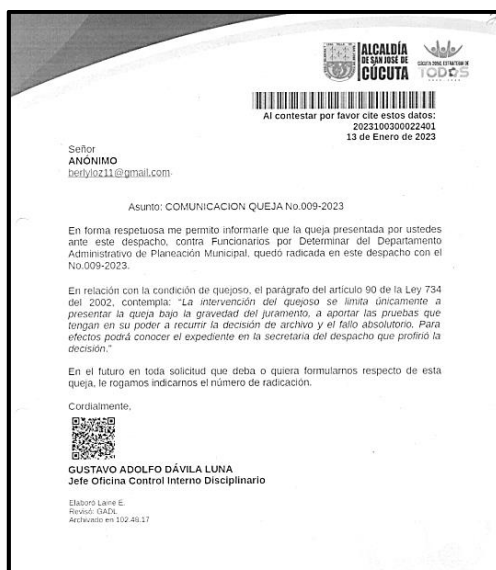 ALCALDÍA
DE SAN JOSÉ DE
CÚCUTA
CÚCUTA 2050, ESTRATEGIA DE
TODOS
Al contestar por favor cite estos datos:
2023100300022401
13 de Enero de 2023
Señor
ANÓNIMO
berlyloz11@gmail.com
Asunto: COMUNICACION QUEJA No.009-2023
En forma respetuosa me permito informarle que la queja presentada por ustedes
ante este despacho, contra Funcionarios por Determinar del Departamento
Administrativo de Planeación Municipal, quedó radicada en este despacho con el
No.009-2023.
En relación con la condición de quejoso, el parágrafo del artículo 90 de la Ley 734
del 2002, contempla: “La intervención del quejoso se limita únicamente a
presentar la queja bajo la gravedad del juramento, a aportar las pruebas que
tengan en su poder a recurrir la decisión de archivo y el fallo absolutorio. Para
efectos podrá conocer el expediente en la secretaria del despacho que profirió la
decisión.”
En el futuro en toda solicitud que deba o quiera formularnos respecto de esta
queja, le rogamos indicarnos el número de radicación.
Cordialmente,
GUSTAVO ADOLFO DÁVILA LUNA
Jefe Oficina Control Interno Disciplinario
Elaboró Laine E.
Revisó: GADL
Archivado en 102.48.17